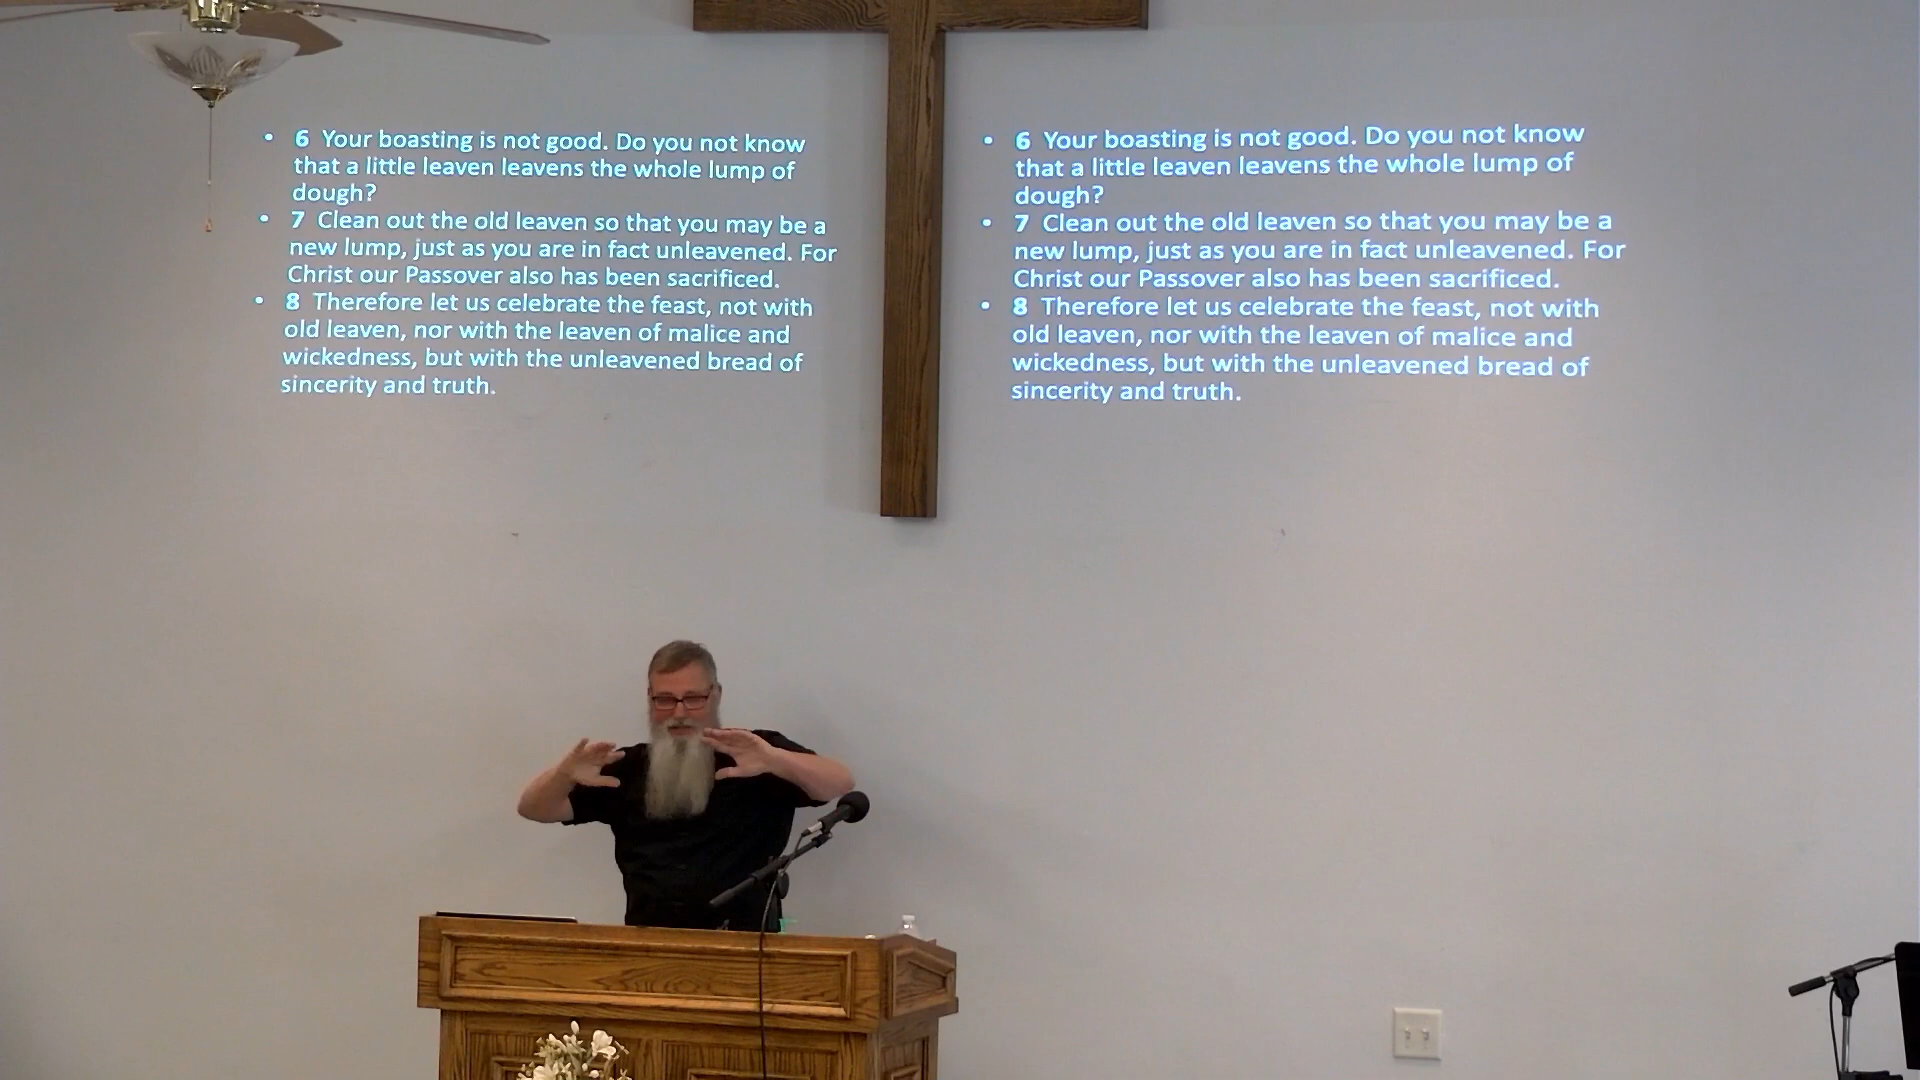 • 6 Your boasting is not good. Do you not know
that a little leaven leavens the whole lump of
dough?
• 7 Clean out the old leaven so that you may be a
new lump, just as you are in fact unleavened. For
Christ our Passover also has been sacrificed.
• 8 Therefore let us celebrate the feast, not with
old leaven, nor with the leaven of malice and
wickedness, but with the unleavened bread of
sincerity and truth.
• 6 Your boasting is not good. Do you not know
that a little leaven leavens the whole lump of
dough?
• 7 Clean out the old leaven so that you may be a
new lump, just as you are in fact unleavened. For
Christ our Passover also has been sacrificed.
• 8 Therefore let us celebrate the feast, not with
old leaven, nor with the leaven of malice and
wickedness, but with the unleavened bread of
sincerity and truth.